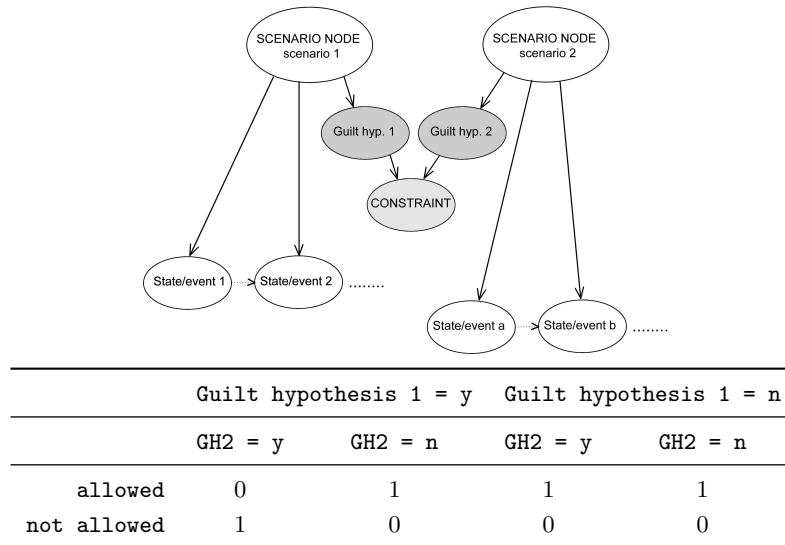 SCENARIO NODE
scenario 1
SCENARIO NODE
scenario 2
Guilt hyp. 1
Guilt hyp. 2
CONSTRAINT
State/event 1
State/event 2
........
State/event a
State/event b
........
Guilt hypothesis 1 = y Guilt hypothesis 1 = n
GH2 = y GH2 = n GH2 = y GH2 = n
allowed 0 1 1 1
not allowed 1 0 0 0